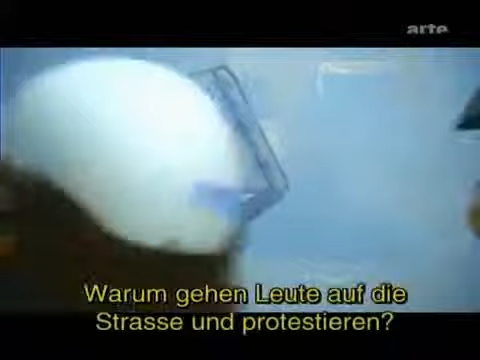 arte
Warum gehen Leute auf die
Strasse und protestieren?